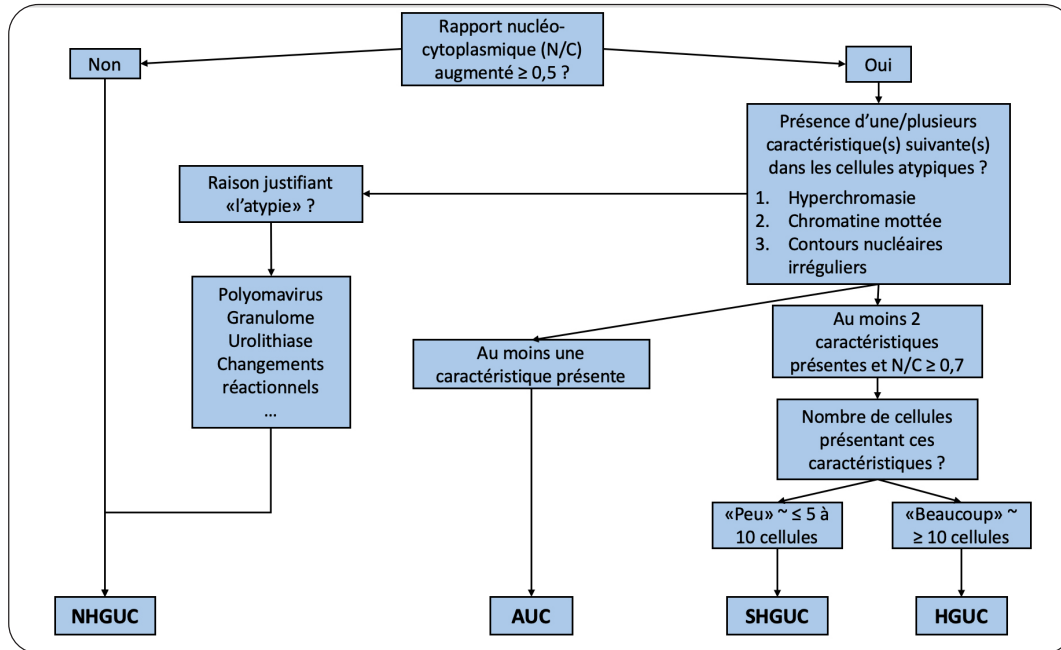 Rapport nucléo-
cytoplasmique (N/C)
augmenté ≥ 0,5 ?
Non
Oui
Présence d’une/plusieurs
caractéristique(s) suivante(s)
dans les cellules atypiques ?
1. Hyperchromasie
2. Chromatine mottée
3. Contours nucléaires
irréguliers
Raison justifiant
«l’atypie» ?
Polyomavirus
Granulome
Urolithiase
Changements
réactionnels
...
Au moins une
caractéristique présente
Au moins 2
caractéristiques
présentes et N/C ≥ 0,7
Nombre de cellules
présentant ces
caractéristiques ?
«Peu» ~ ≤ 5 à
10 cellules
«Beaucoup» ~
≥ 10 cellules
NHGUC
AUC
SHGUC
HGUC